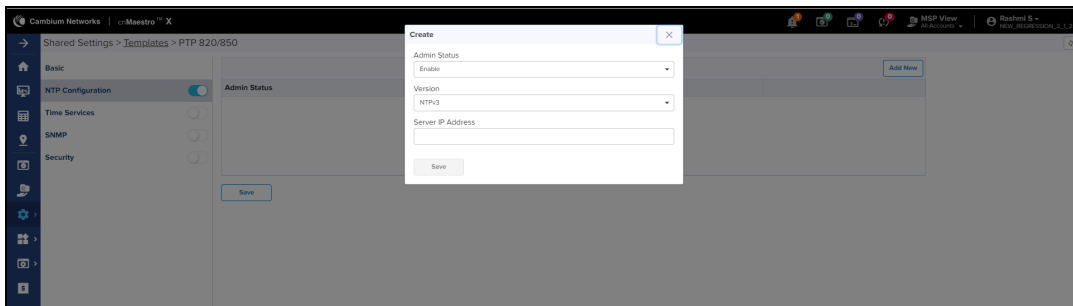 Cambium Networks | cnMaestro™ X
MSP View
All Accounts
Rashmi S
Shared Settings > Templates > PTP 820/850
Create
Basic
NTP Configuration
Time Services
SNMP
Security
Admin Status
Add New
Save
Admin Status
Enable
Version
NTPv3
Server IP Address
Save